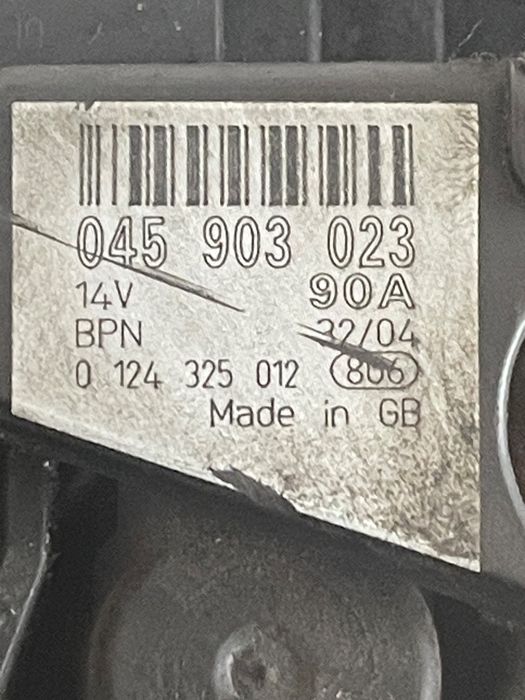 045 903 023
14V 90A
BPN 32/04
0 124 325 012 806
Made in GB